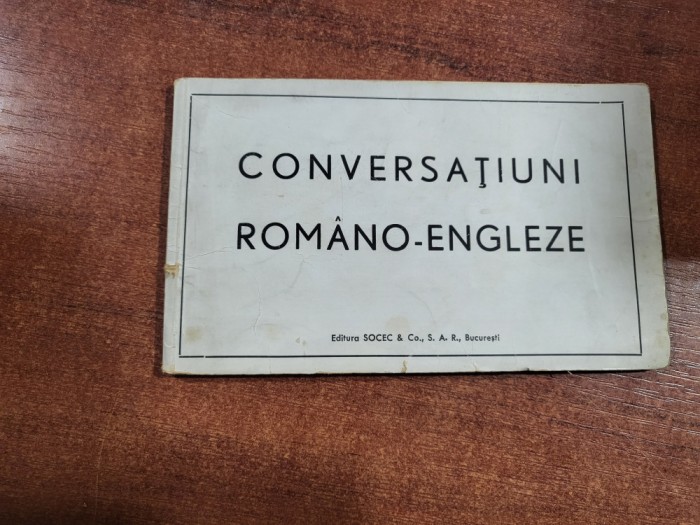 CONVERSAŢIUNI
ROMÂNO-ENGLEZE
Editura SOCEC & Co., S. A. R., Bucureşti